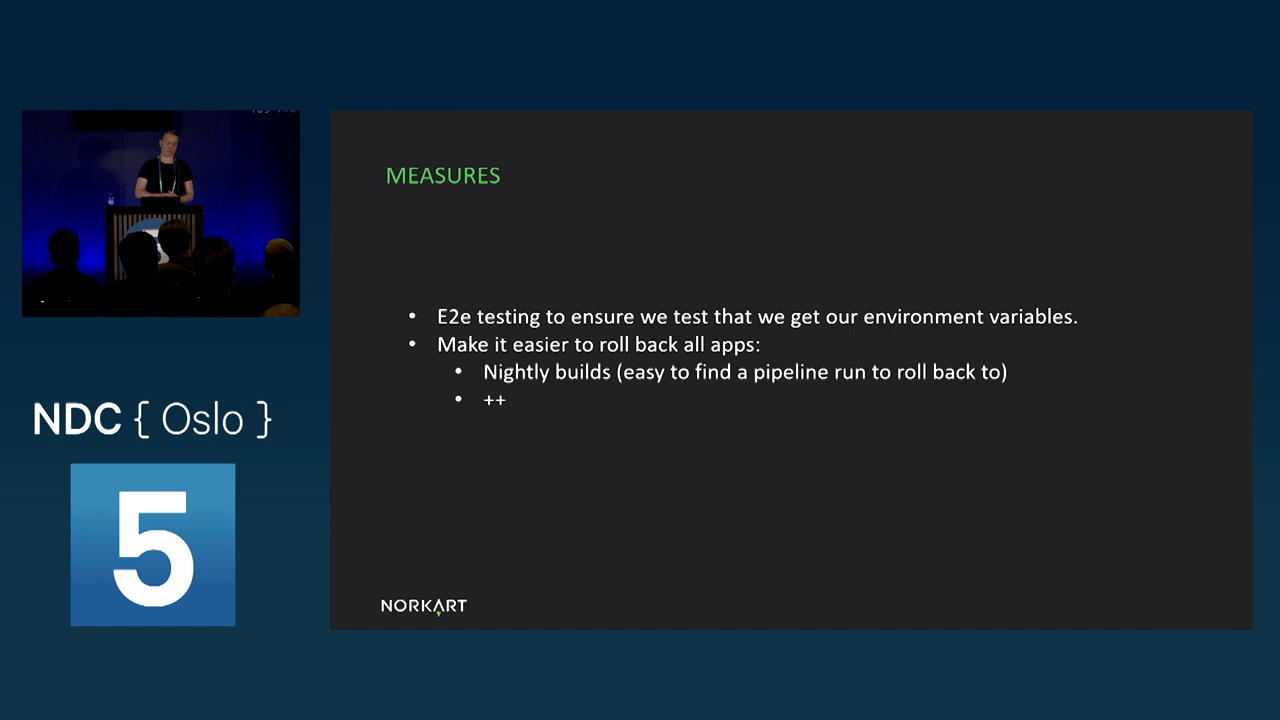 MEASURES
• E2e testing to ensure we test that we get our environment variables.
• Make it easier to roll back all apps:
• Nightly builds (easy to find a pipeline run to roll back to)
• ++
NORKART
NDC { Oslo }
5